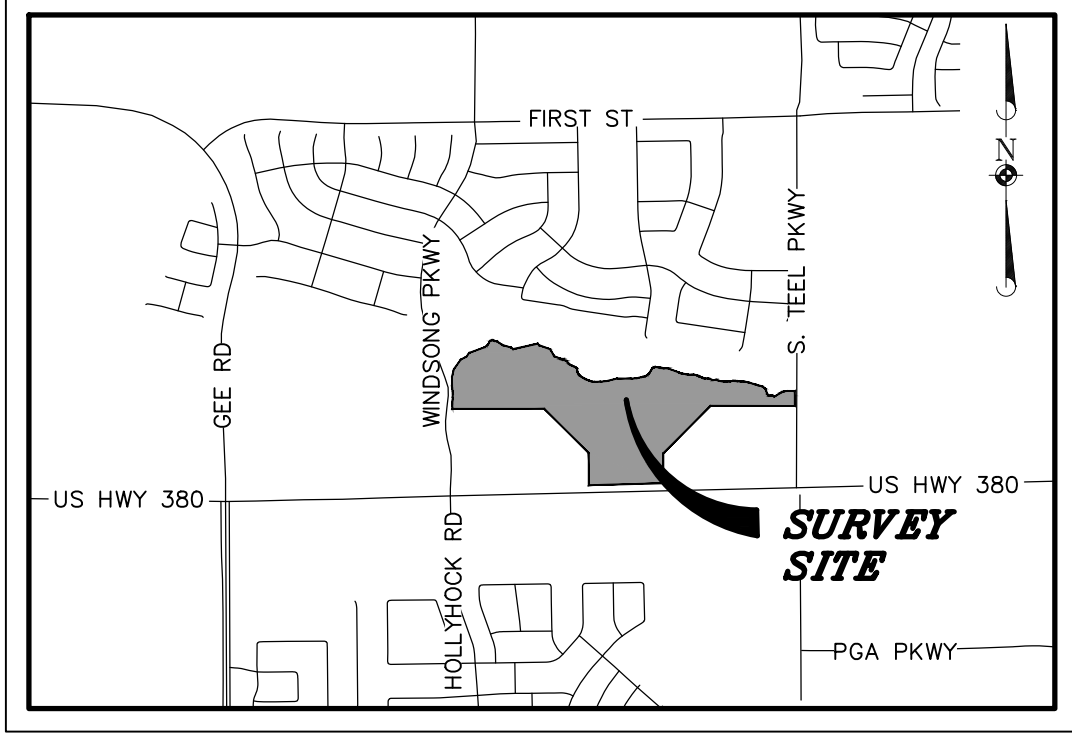 FIRST ST
N
S. TEEL PKWY
WINDSONG PKWY
GEE RD
US HWY 380
US HWY 380
SURVEY
SITE
HOLLYHOCK RD
PGA PKWY